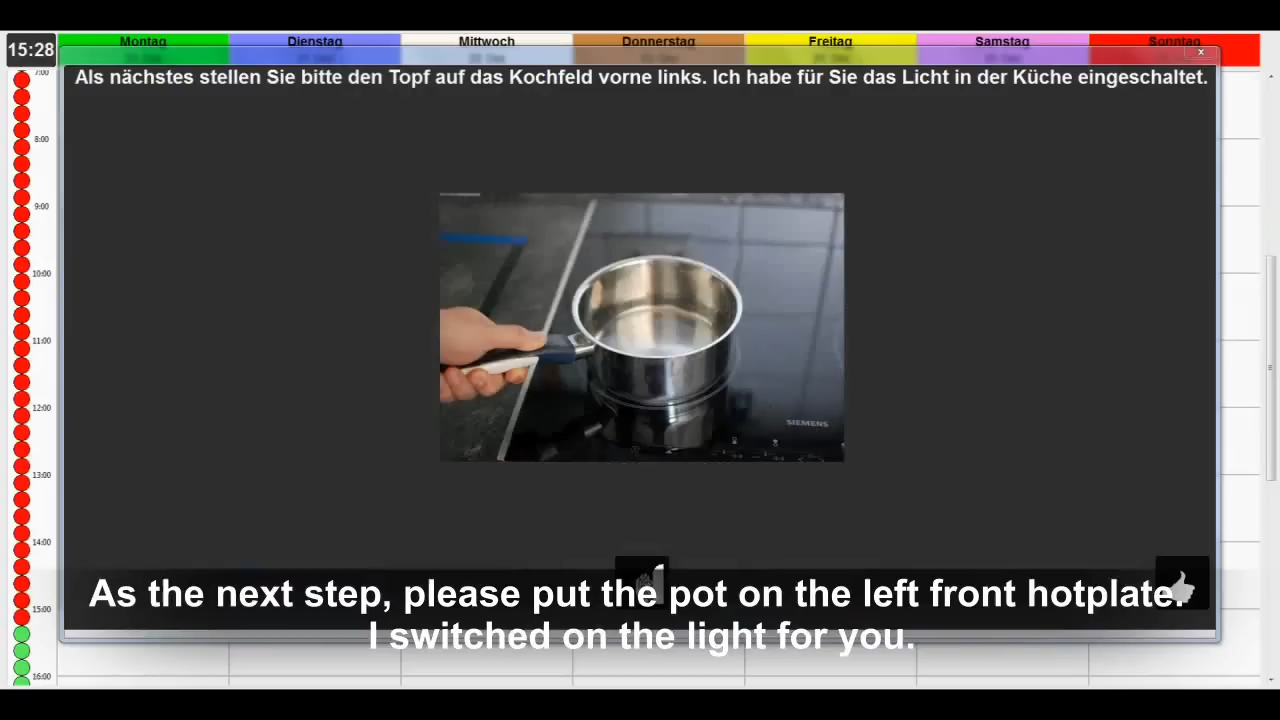 15:28
Montag
Dienstag
Mittwoch
Donnerstag
Freitag
Samstag
Sonntag
Als nächstes stellen Sie bitte den Topf auf das Kochfeld vorne links. Ich habe für Sie das Licht in der Küche eingeschaltet.
7:00
8:00
9:00
10:00
11:00
12:00
13:00
14:00
15:00
16:00
SIEMENS
As the next step, please put the pot on the left front hotplate.
I switched on the light for you.